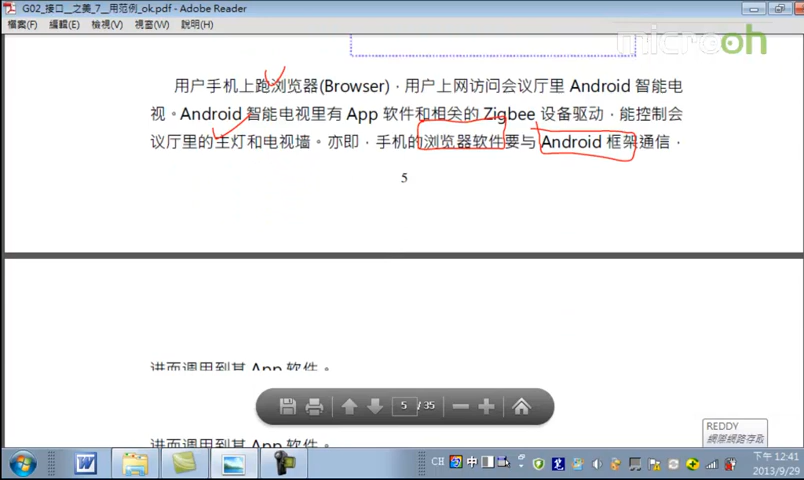 G02_接口__之美_7__用范例_ok.pdf - Adobe Reader
檔案(F) 編輯(E) 檢視(V) 視窗(W) 說明(H)
microoh
用户手机上跑浏览器(Browser)，用户上网访问会议厅里 Android 智能电
视。Android 智能电视里有 App 软件和相关的 Zigbee 设备驱动，能控制会
议厅里的主灯和电视墙。亦即，手机的浏览器软件要与 Android 框架通信，
5
进而调用到其 App 软件。
5 / 35
进而调用到其 App 软件。
REDDY
網際網路存取
CH 中
下午 12:41
2013/9/29